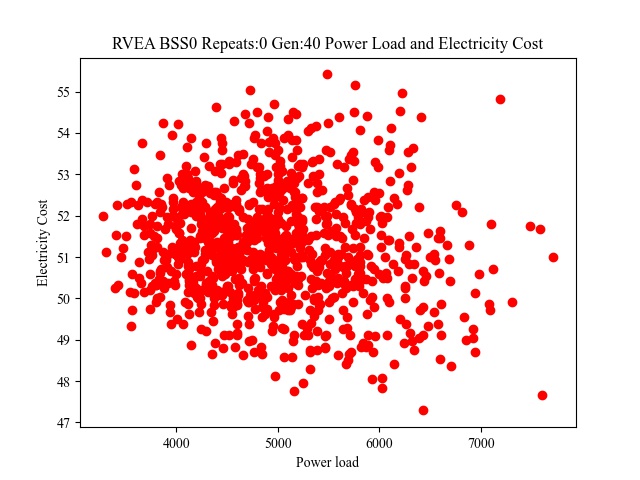 RVEA BSS0 Repeats:0 Gen:40 Power Load and Electricity Cost
55
54
53
52
51
50
49
48
47
Electricity Cost
4000 5000 6000 7000
Power load